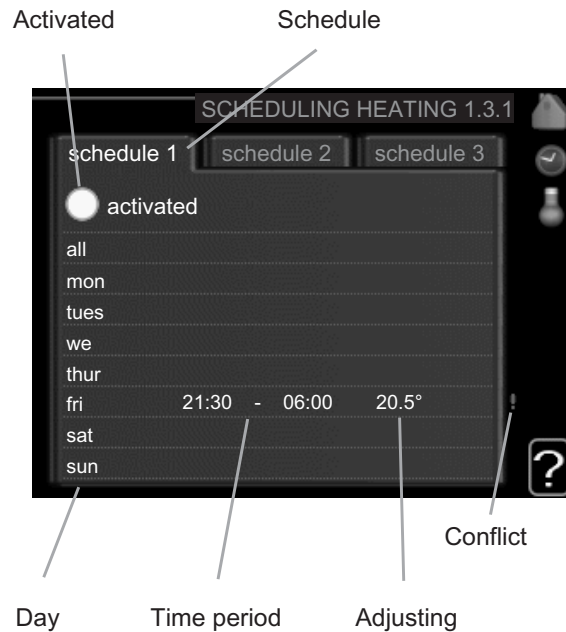 Activated Schedule
SCHEDULING HEATING 1.3.1
schedule 1 schedule 2 schedule 3
activated
all
mon
tues
we
thur
fri 21:30 - 06:00 20.5° !
sat
sun
?
Conflict
Day Time period Adjusting